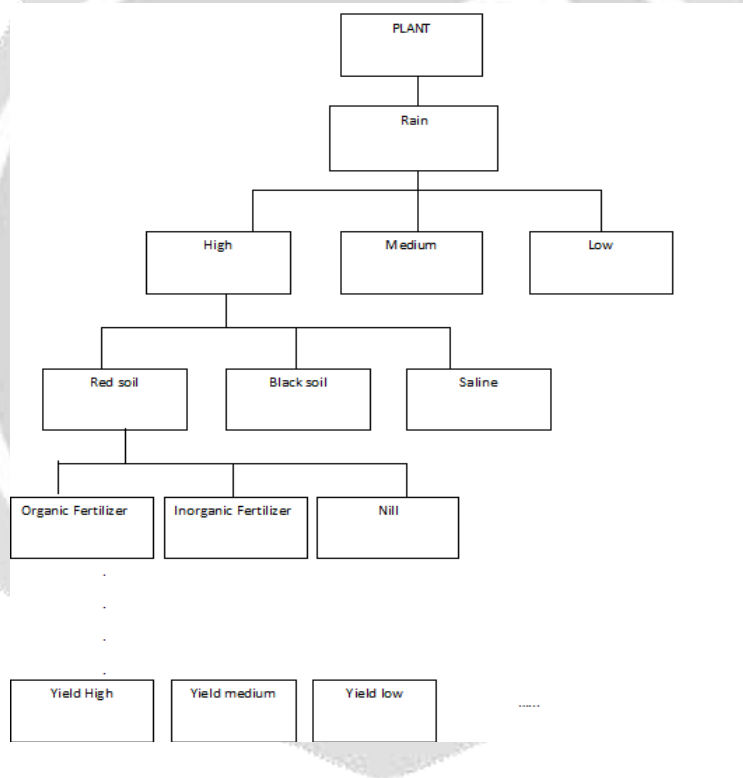 PLANT
Rain
High Medium Low
Red soil Black soil Saline
Organic Fertilizer Inorganic Fertilizer Nill
.
.
.
.
Yield High Yield medium Yield low ......